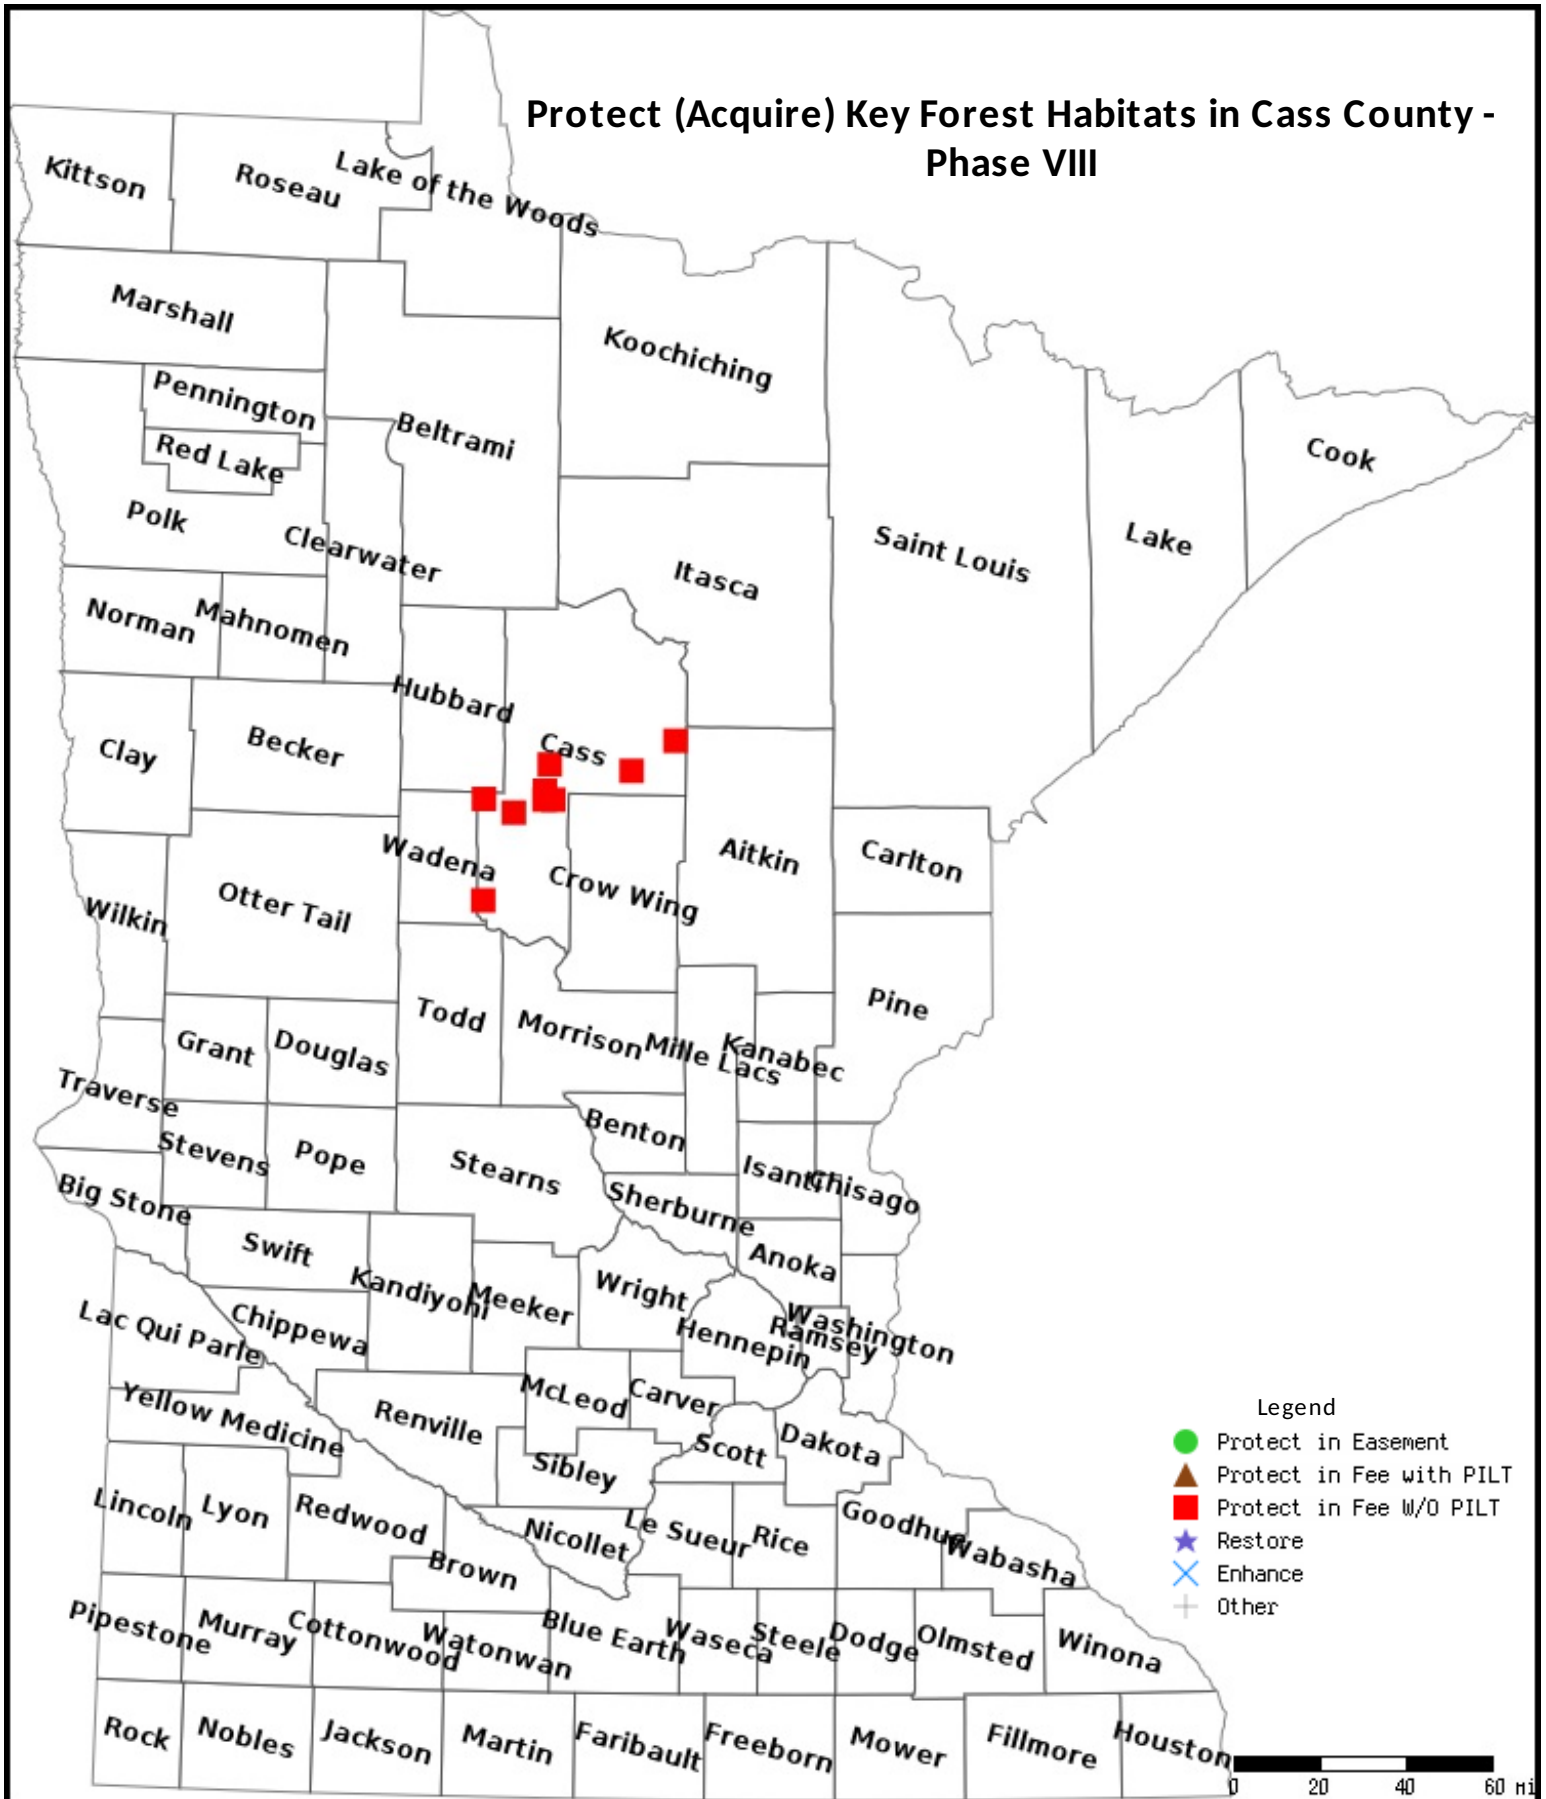 Protect (Acquire) Key Forest Habitats in Cass County -
Phase VIII
Kittson
Roseau
Lake of the Woods
Marshall
Koochiching
Pennington
Beltrami
Red Lake
Cook
Polk
Clearwater
Saint Louis
Lake
Itasca
Norman
Mahnomen
Hubbard
Clay
Becker
Cass
Wadena
Aitkin
Carlton
Otter Tail
Crow Wing
Wilkin
Pine
Todd
Morrison
Mille Lacs
Kanabec
Grant
Douglas
Traverse
Benton
Stevens
Pope
Stearns
Isanti
Chisago
Big Stone
Sherburne
Swift
Anoka
Kandiyohi
Meeker
Wright
Lac Qui Parle
Chippewa
Hennepin
Ramsey
Washington
McLeod
Carver
Yellow Medicine
Renville
Scott
Dakota
Sibley
Lincoln
Lyon
Redwood
Nicollet
Le Sueur
Rice
Goodhue
Wabasha
Brown
Pipestone
Murray
Cottonwood
Watonwan
Blue Earth
Waseca
Steele
Dodge
Olmsted
Winona
Rock
Nobles
Jackson
Martin
Faribault
Freeborn
Mower
Fillmore
Houston
Legend
Protect in Easement
Protect in Fee with PILT
Protect in Fee W/O PILT
Restore
Enhance
Other
0 20 40 60 mi